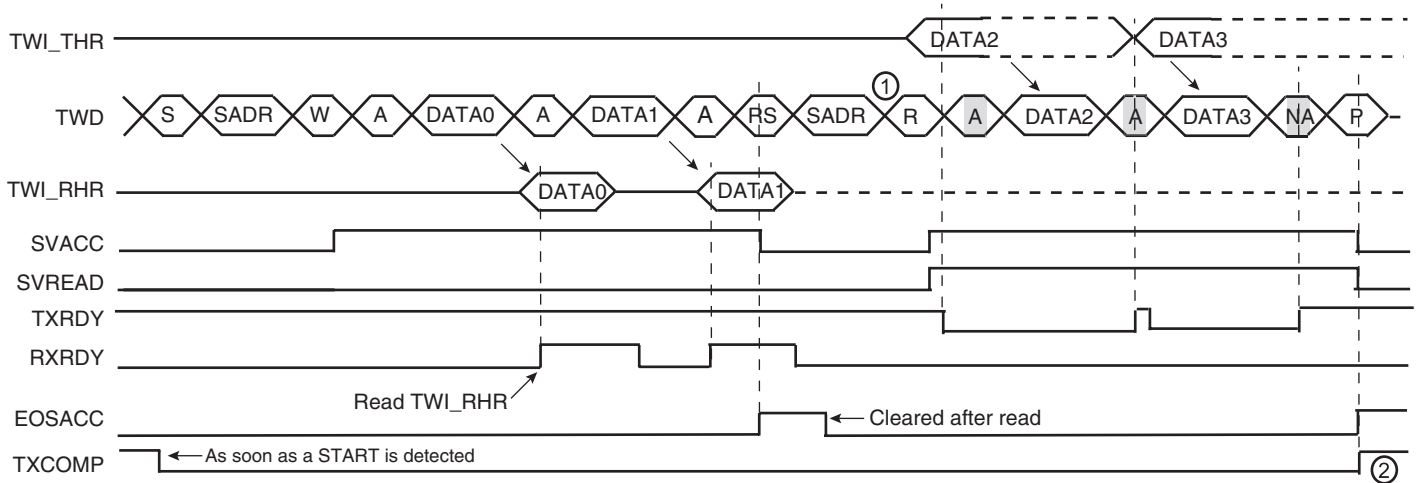 TWI_THR DATA2 DATA3
①
TWD S SADR W A DATA0 A DATA1 A RS SADR R A DATA2 A DATA3 NA P
TWI_RHR DATA0 DATA1
SVACC
SVREAD
TXRDY
RXRDY
Read TWI_RHR
EOSACC Cleared after read
TXCOMP As soon as a START is detected ②